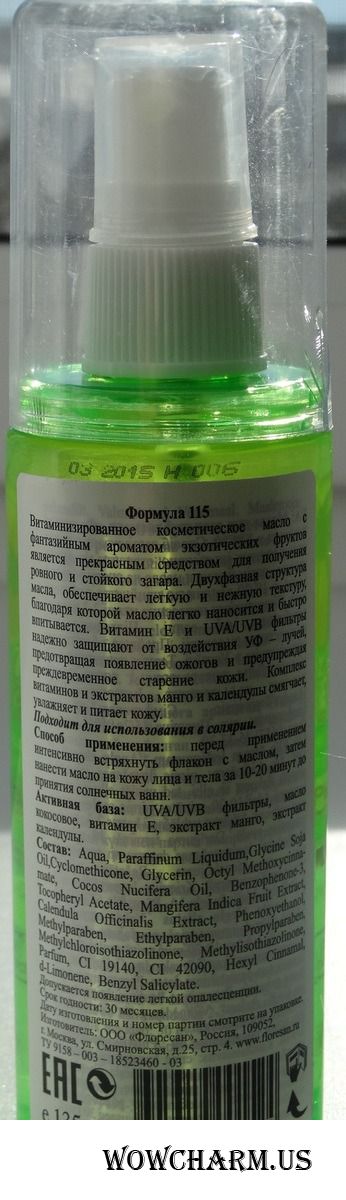 03 2015 Н 006
Формула 115
Витаминизированное косметическое масло с
фантазийным ароматом экзотических фруктов
является прекрасным средством для получения
ровного и стойкого загара. Двухфазная структура
масла, обеспечивает легкую и нежную текстуру,
благодаря которой масло легко наносится и быстро
впитывается. Витамин Е и UVA/UVB фильтры
надежно защищают от воздействия УФ – лучей,
предотвращая появление ожогов и предупреждая
преждевременное старение кожи. Комплекс
витаминов и экстрактов манго и календулы смягчает,
увлажняет и питает кожу.
Подходит для использования в солярии.
Способ применения: перед применением
интенсивно встряхнуть флакон с маслом, затем
нанести масло на кожу лица и тела за 10-20 минут до
принятия солнечных ванн.
Активная база: UVA/UVB фильтры, масло
кокосовое, витамин Е, экстракт манго, экстракт
календулы.
Состав: Aqua, Paraffinum Liquidum,Glycine Soja
Oil,Cyclomethicone, Glycerin, Octyl Methoxycinna-
mate, Cocos Nucifera Oil, Benzophenone-3,
Tocopheryl Acetate, Mangifera Indica Fruit Extract,
Calendula Officinalis Extract, Phenoxyethanol,
Methylparaben, Ethylparaben, Propylparaben,
Methylchloroisothiazolinone, Methylisothiazolinone,
Parfum, CI 19140, CI 42090, Hexyl Cinnamal,
d-Limonene, Benzyl Salicylate.
Допускается появление легкой опалесценции.
Срок годности: 30 месяцев.
Дату изготовления и номер партии смотрите на упаковке.
Изготовитель: ООО «Флоресан», Россия, 109052,
г. Москва, ул. Смирновская, д.25, стр. 4. www.floresan.ru
ТУ 9158 – 003 – 18523460 - 03
ЕАС
WOWCHARM.US